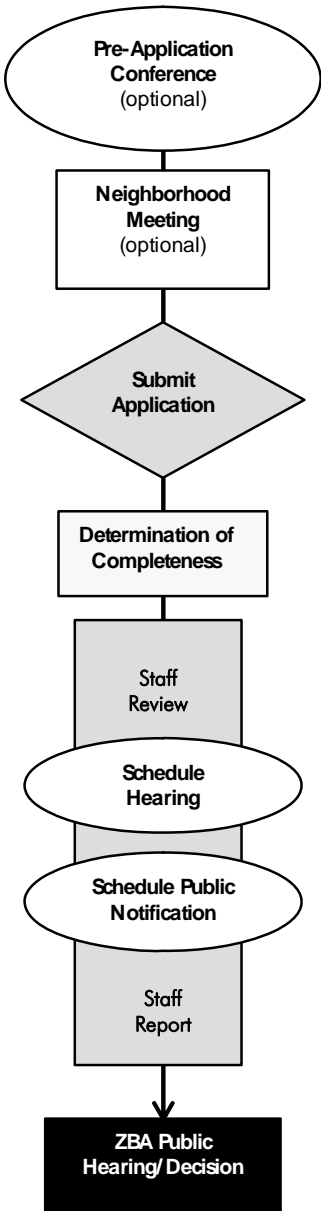 Pre-Application
Conference
(optional)
Neighborhood
Meeting
(optional)
Submit
Application
Determination of
Completeness
Staff
Review
Schedule
Hearing
Schedule Public
Notification
Staff
Report
ZBA Public
Hearing/Decision